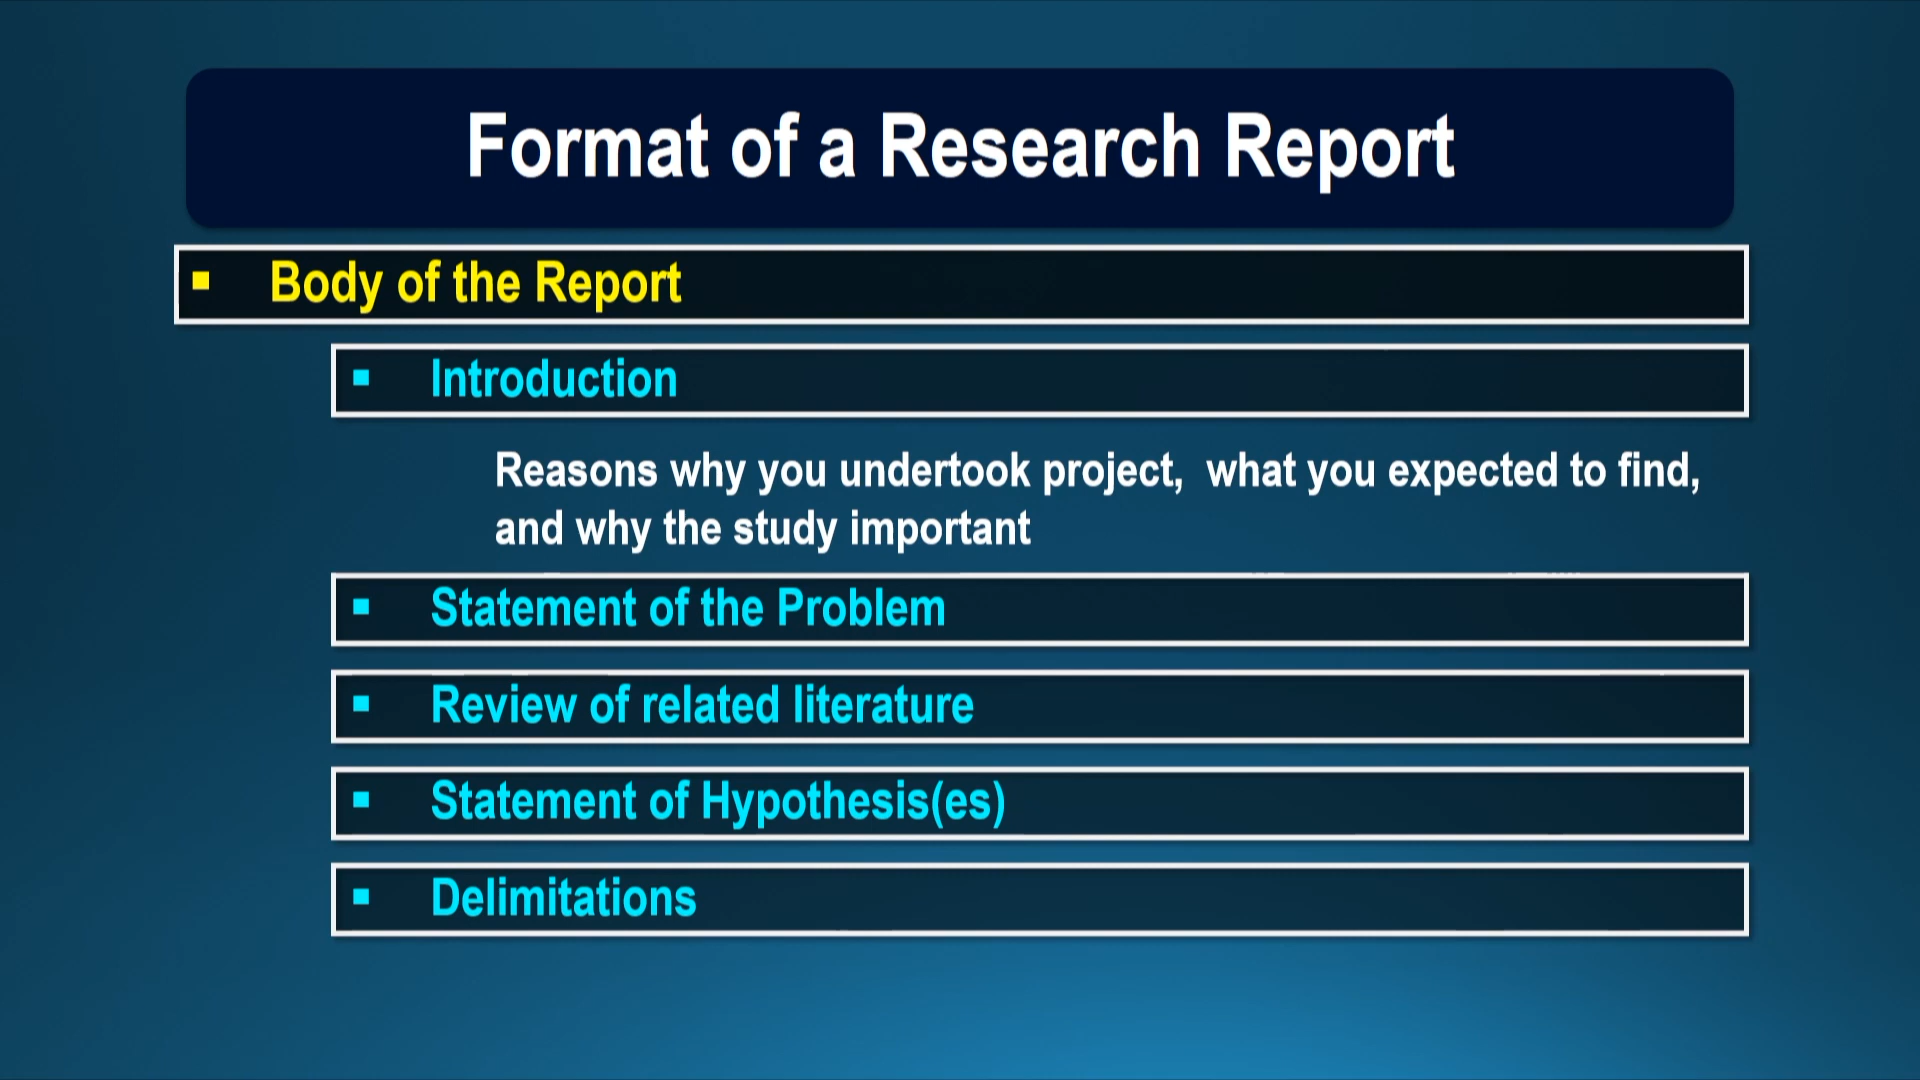 Format of a Research Report
▪ Body of the Report
▪ Introduction
Reasons why you undertook project, what you expected to find,
and why the study important
▪ Statement of the Problem
▪ Review of related literature
▪ Statement of Hypothesis(es)
▪ Delimitations